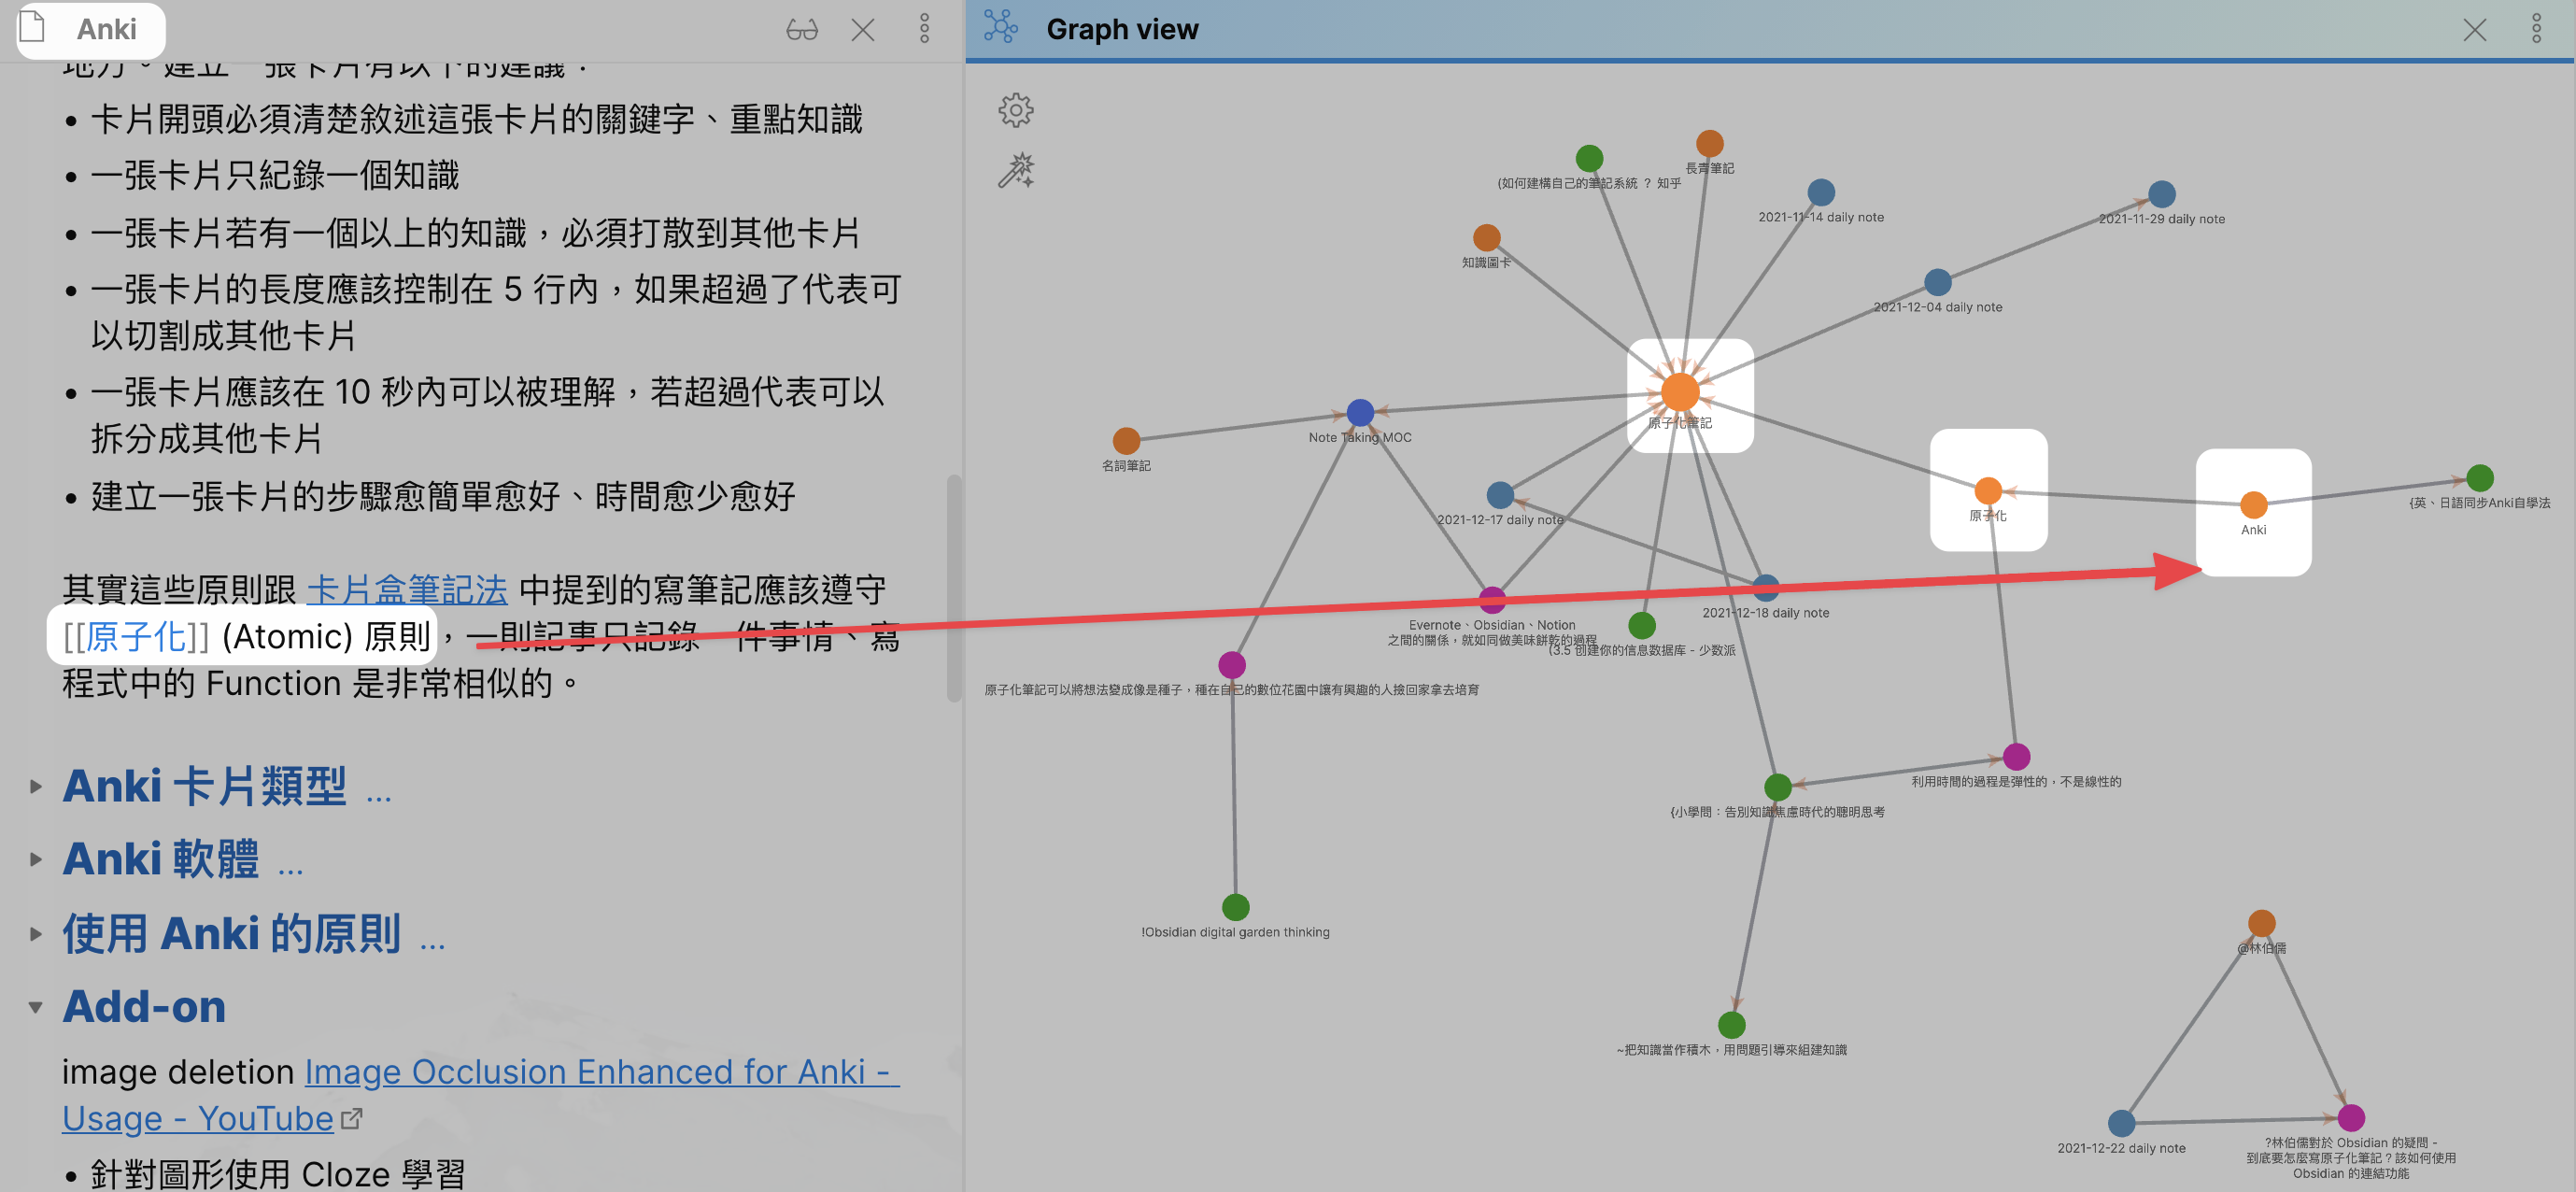 Anki
地方。建立一張卡片有以下的建議：
• 卡片開頭必須清楚敘述這張卡片的關鍵字、重點知識
• 一張卡片只紀錄一個知識
• 一張卡片若有一個以上的知識，必須打散到其他卡片
• 一張卡片的長度應該控制在 5 行內，如果超過了代表可
以切割成其他卡片
• 一張卡片應該在 10 秒內可以被理解，若超過代表可以
拆分成其他卡片
• 建立一張卡片的步驟愈簡單愈好、時間愈少愈好
其實這些原則跟 卡片盒筆記法 中提到的寫筆記應該遵守
[[原子化]] (Atomic) 原則，一則記事只記錄一件事情、寫
程式中的 Function 是非常相似的。
Anki 卡片類型 ...
Anki 軟體 ...
使用 Anki 的原則 ...
Add-on
image deletion Image Occlusion Enhanced for Anki -
Usage - YouTube
• 針對圖形使用 Cloze 學習
Graph view
長青筆記
(如何建構自己的筆記系統 ？ 知乎
2021-11-14 daily note
2021-11-29 daily note
知識圖卡
2021-12-04 daily note
原子化筆記
Note Taking MOC
名詞筆記
{英、日語同步Anki自學法
原子化
2021-12-17 daily note
Anki
2021-12-18 daily note
Evernote、Obsidian、Notion
之間的關係，就如同做美味餅乾的過程
(3.5 创建你的信息数据库 - 少数派
原子化筆記可以將想法變成像是種子，種在自己的數位花園中讓有興趣的人撿回家拿去培育
利用時間的過程是彈性的，不是線性的
{小學問：告別知識焦慮時代的聰明思考
!Obsidian digital garden thinking
@林伯儒
~把知識當作積木，用問題引導來組建知識
2021-12-22 daily note
?林伯儒對於 Obsidian 的疑問 -
到底要怎麼寫原子化筆記？該如何使用
Obsidian 的連結功能